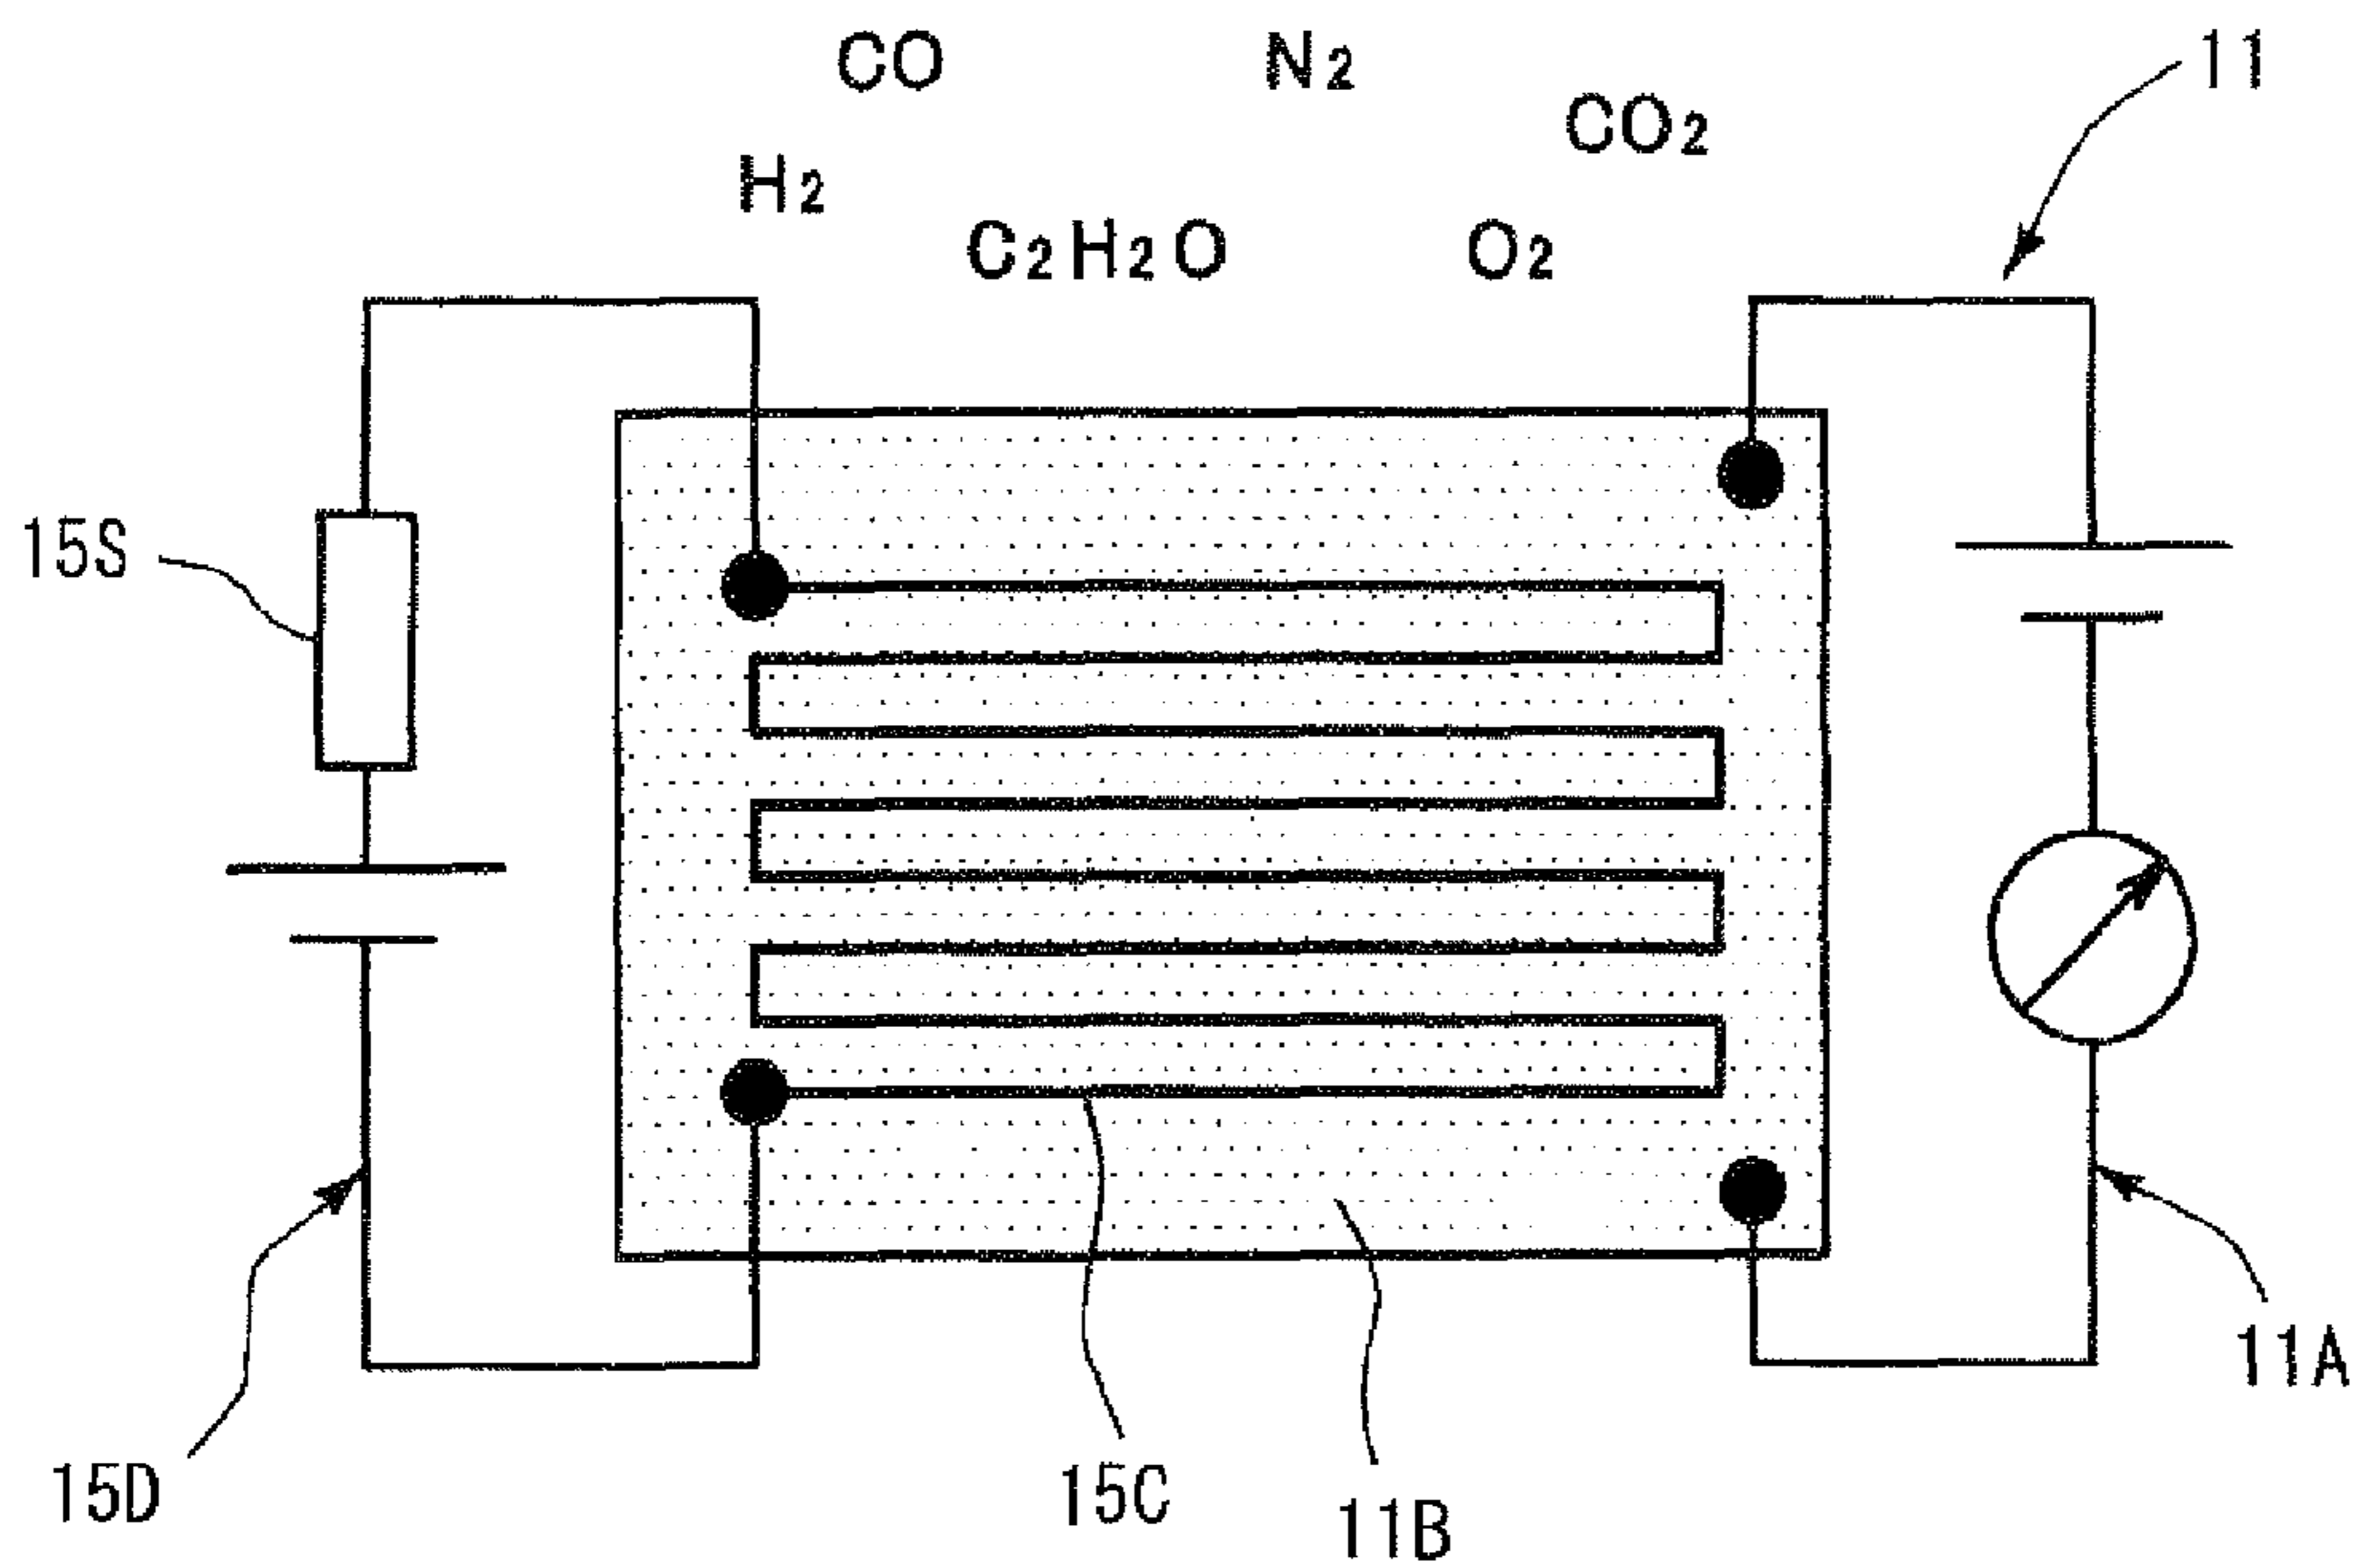 CO
N₂
11
CO₂
H₂
C₂H₂O
O₂
15S
11A
15D
15C
11B